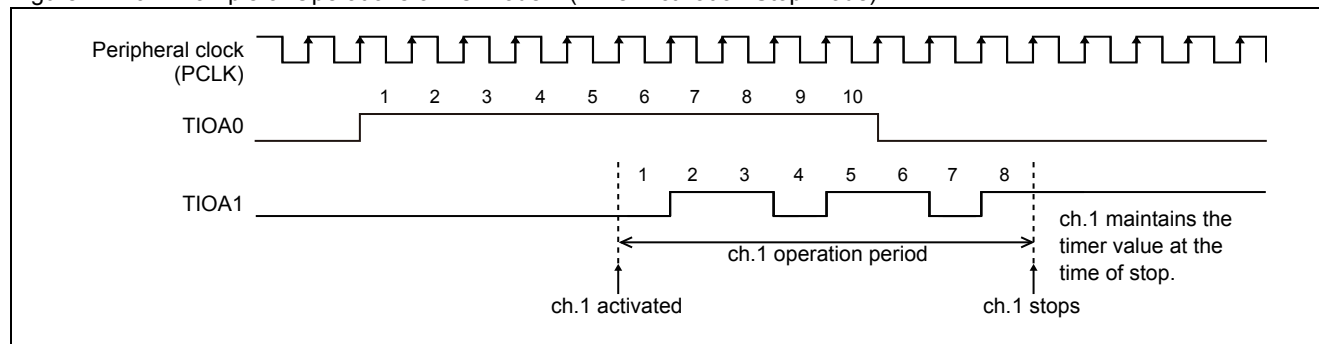 Peripheral clock
(PCLK)
1 2 3 4 5 6 7 8 9 10
TIOA0
1 2 3 4 5 6 7 8
TIOA1
ch.1 maintains the
timer value at the
time of stop.
ch.1 operation period
ch.1 activated
ch.1 stops